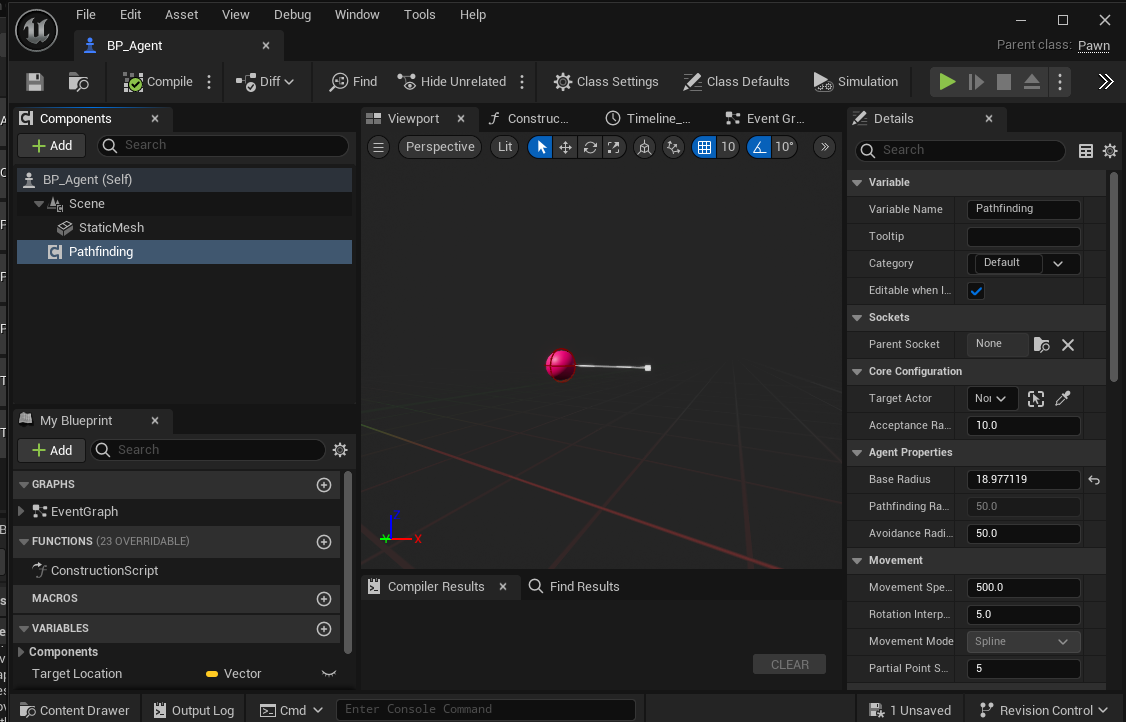 File Edit Asset View Debug Window Tools Help
BP_Agent
Parent class: Pawn
Compile Diff Find Hide Unrelated Class Settings Class Defaults Simulation
Components
Add Search
BP_Agent (Self)
Scene
StaticMesh
Pathfinding
My Blueprint
Add Search
GRAPHS
EventGraph
FUNCTIONS (23 OVERRIDABLE)
ConstructionScript
MACROS
VARIABLES
Components
Target Location Vector
Viewport Construc... Timeline_... Event Gr...
Perspective Lit 10 10°
Z
Y X
Compiler Results Find Results
CLEAR
Details
Search
Variable
Variable Name Pathfinding
Tooltip
Category Default
Editable when I...
Sockets
Parent Socket None
Core Configuration
Target Actor
Acceptance Ra... 10.0
Agent Properties
Base Radius 18.977119
Pathfinding Ra... 50.0
Avoidance Radi... 50.0
Movement
Movement Spe... 500.0
Rotation Interp... 5.0
Movement Mode Spline
Partial Point S... 5
Content Drawer Output Log Cmd Enter Console Command 1 Unsaved Revision Control